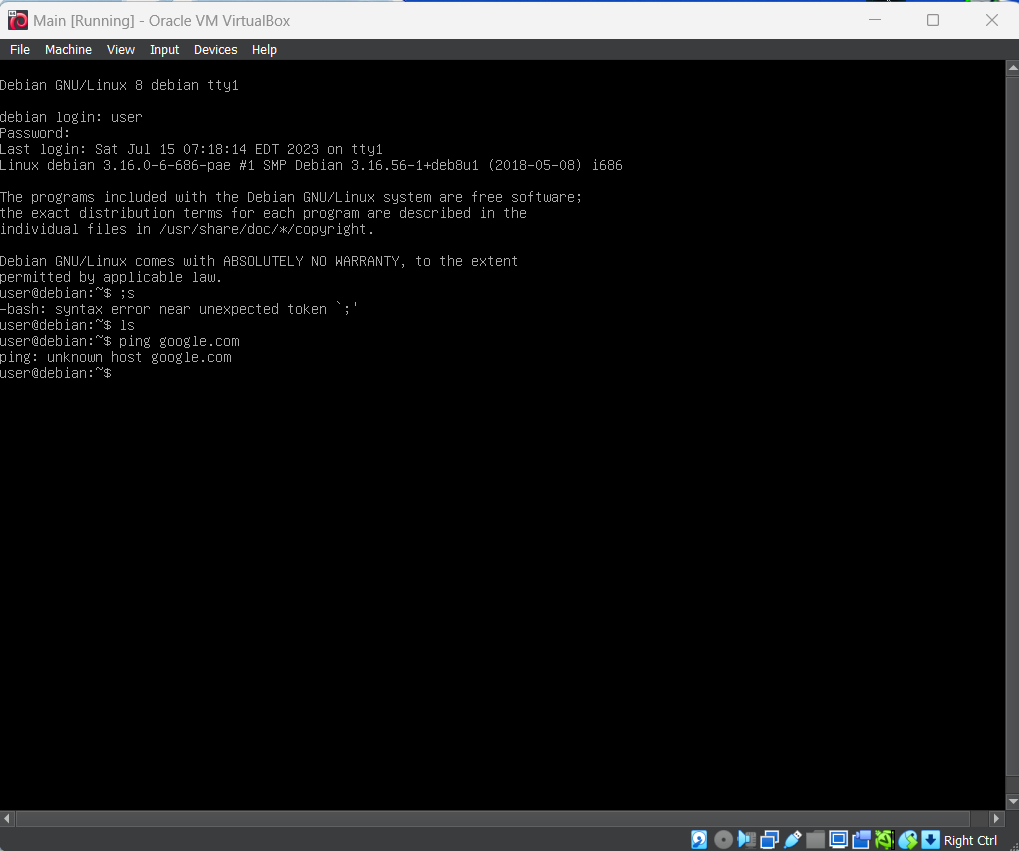 Main [Running] - Oracle VM VirtualBox
File Machine View Input Devices Help
Debian GNU/Linux 8 debian tty1
debian login: user
Password:
Last login: Sat Jul 15 07:18:14 EDT 2023 on tty1
Linux debian 3.16.0-6-686-pae #1 SMP Debian 3.16.56-1+deb8u1 (2018-05-08) i686
The programs included with the Debian GNU/Linux system are free software;
the exact distribution terms for each program are described in the
individual files in /usr/share/doc/*/copyright.
Debian GNU/Linux comes with ABSOLUTELY NO WARRANTY, to the extent
permitted by applicable law.
user@debian:~$ ;s
-bash: syntax error near unexpected token `;'
user@debian:~$ ls
user@debian:~$ ping google.com
ping: unknown host google.com
user@debian:~$
Right Ctrl